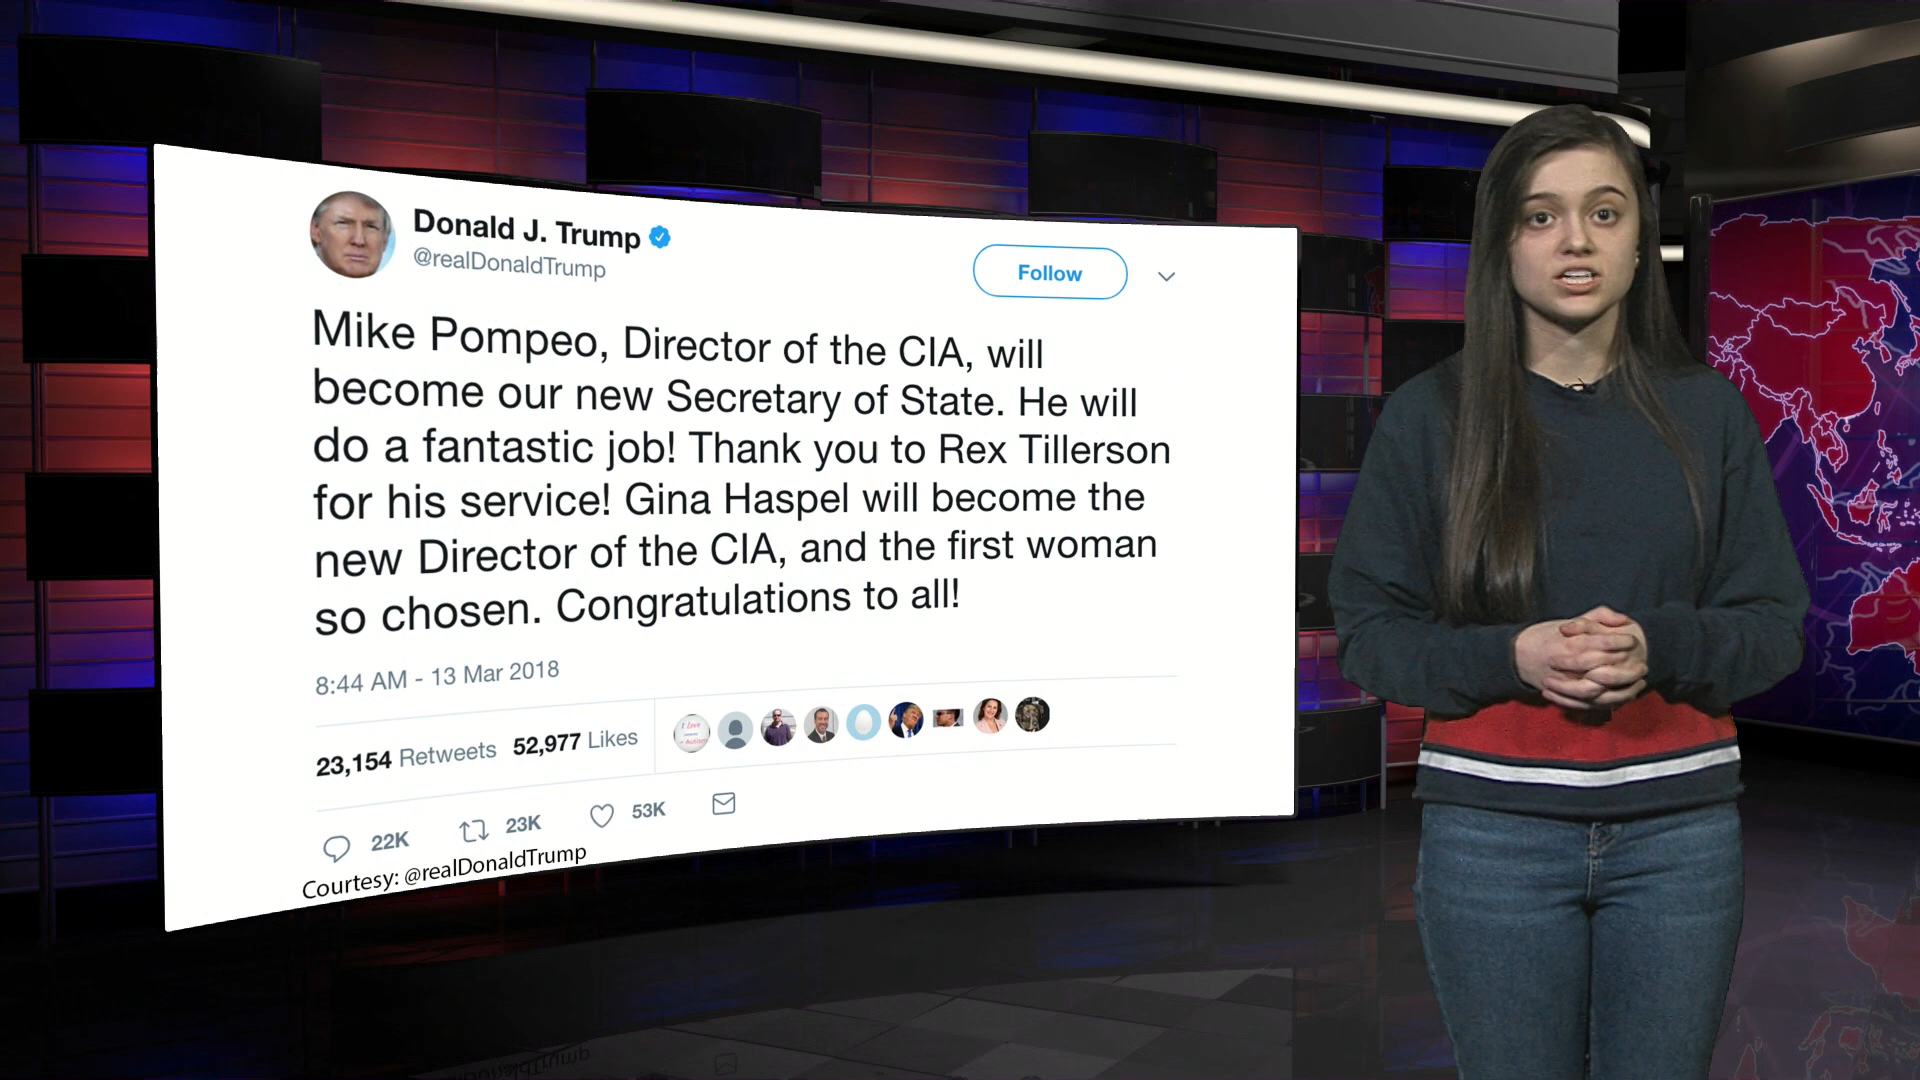 Donald J. Trump
@realDonaldTrump
Follow
Mike Pompeo, Director of the CIA, will
become our new Secretary of State. He will
do a fantastic job! Thank you to Rex Tillerson
for his service! Gina Haspel will become the
new Director of the CIA, and the first woman
so chosen. Congratulations to all!
8:44 AM - 13 Mar 2018
23,154 Retweets 52,977 Likes
22K 23K 53K
Courtesy: @realDonaldTrump